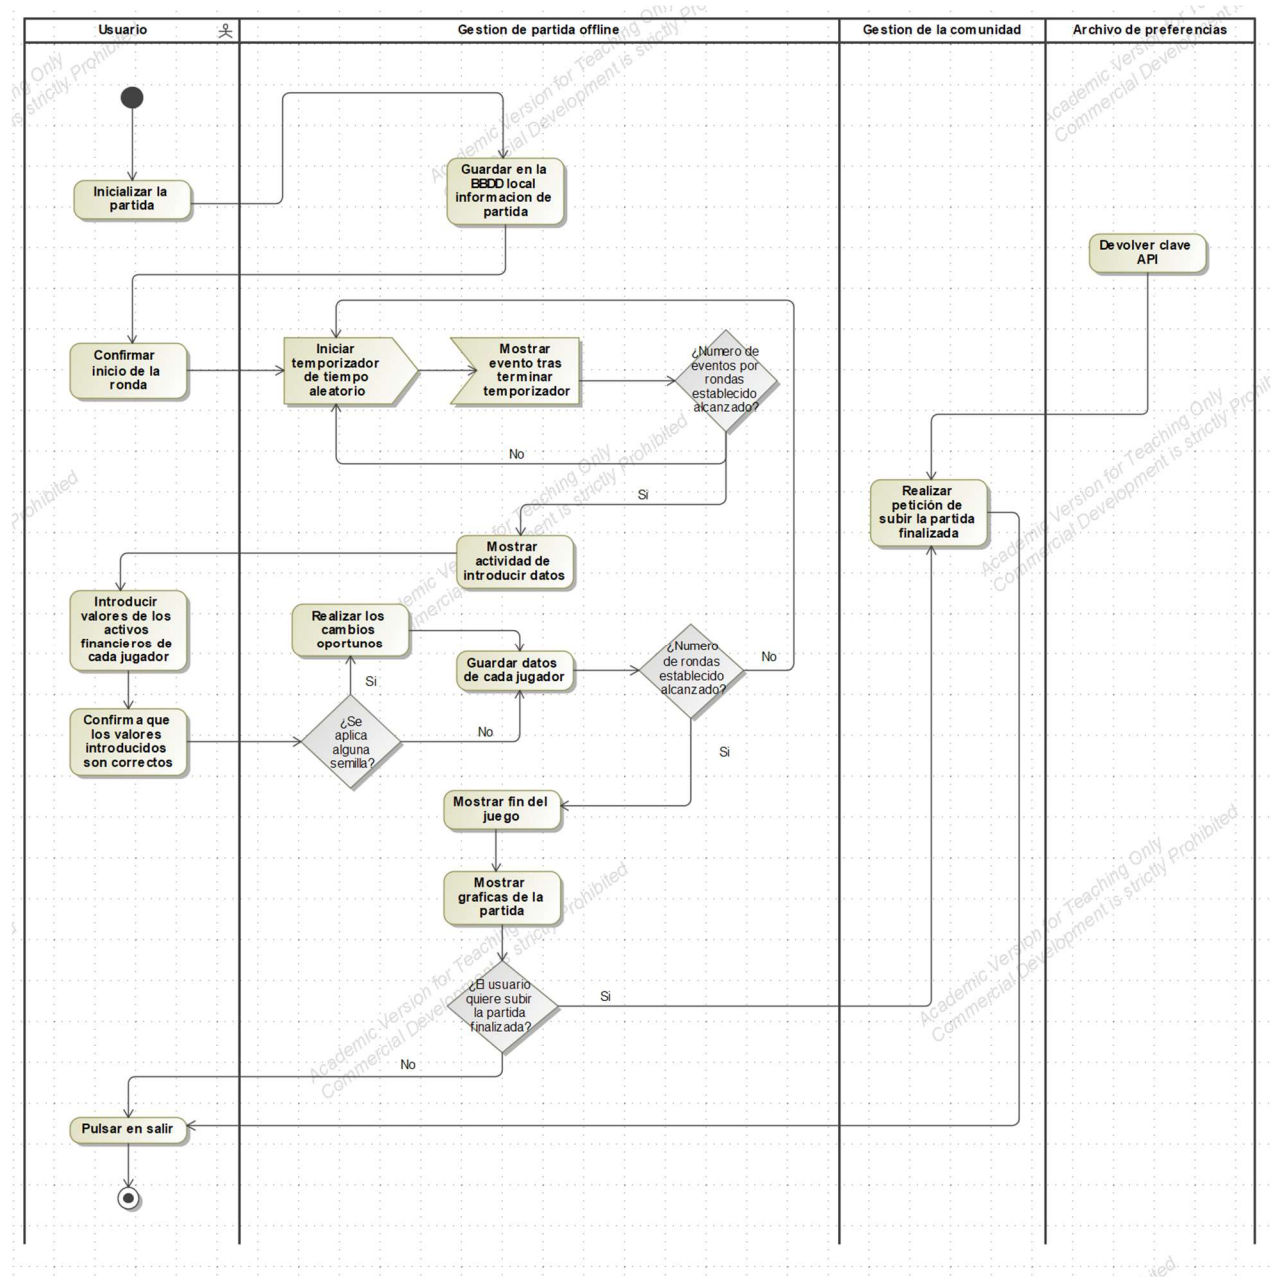 Usuario
Gestion de partida offline
Gestion de la comunidad
Archivo de preferencias
Inicializar la
partida
Guardar en la
BBDD local
informacion de
partida
Devolver clave
API
Confirmar
inicio de la
ronda
Iniciar
temporizador
de tiempo
aleatorio
Mostrar
evento tras
terminar
temporizador
¿Numero de
eventos por
rondas
establecido
alcanzado?
No
Si
Realizar
petición de
subir la partida
finalizada
Mostrar
actividad de
introducir datos
Introducir
valores de los
activos
financieros de
cada jugador
Realizar los
cambios
oportunos
Guardar datos
de cada jugador
¿Numero
de rondas
establecido
alcanzado?
No
Si
Confirma que
los valores
introducidos
son correctos
¿Se
aplica
alguna
semilla?
No
Si
Mostrar fin del
juego
Mostrar
graficas de la
partida
¿El usuario
quiere subir
la partida
finalizada?
Si
No
Pulsar en salir
Academic Version for Teaching Only
Commercial Development is strictly Prohibited